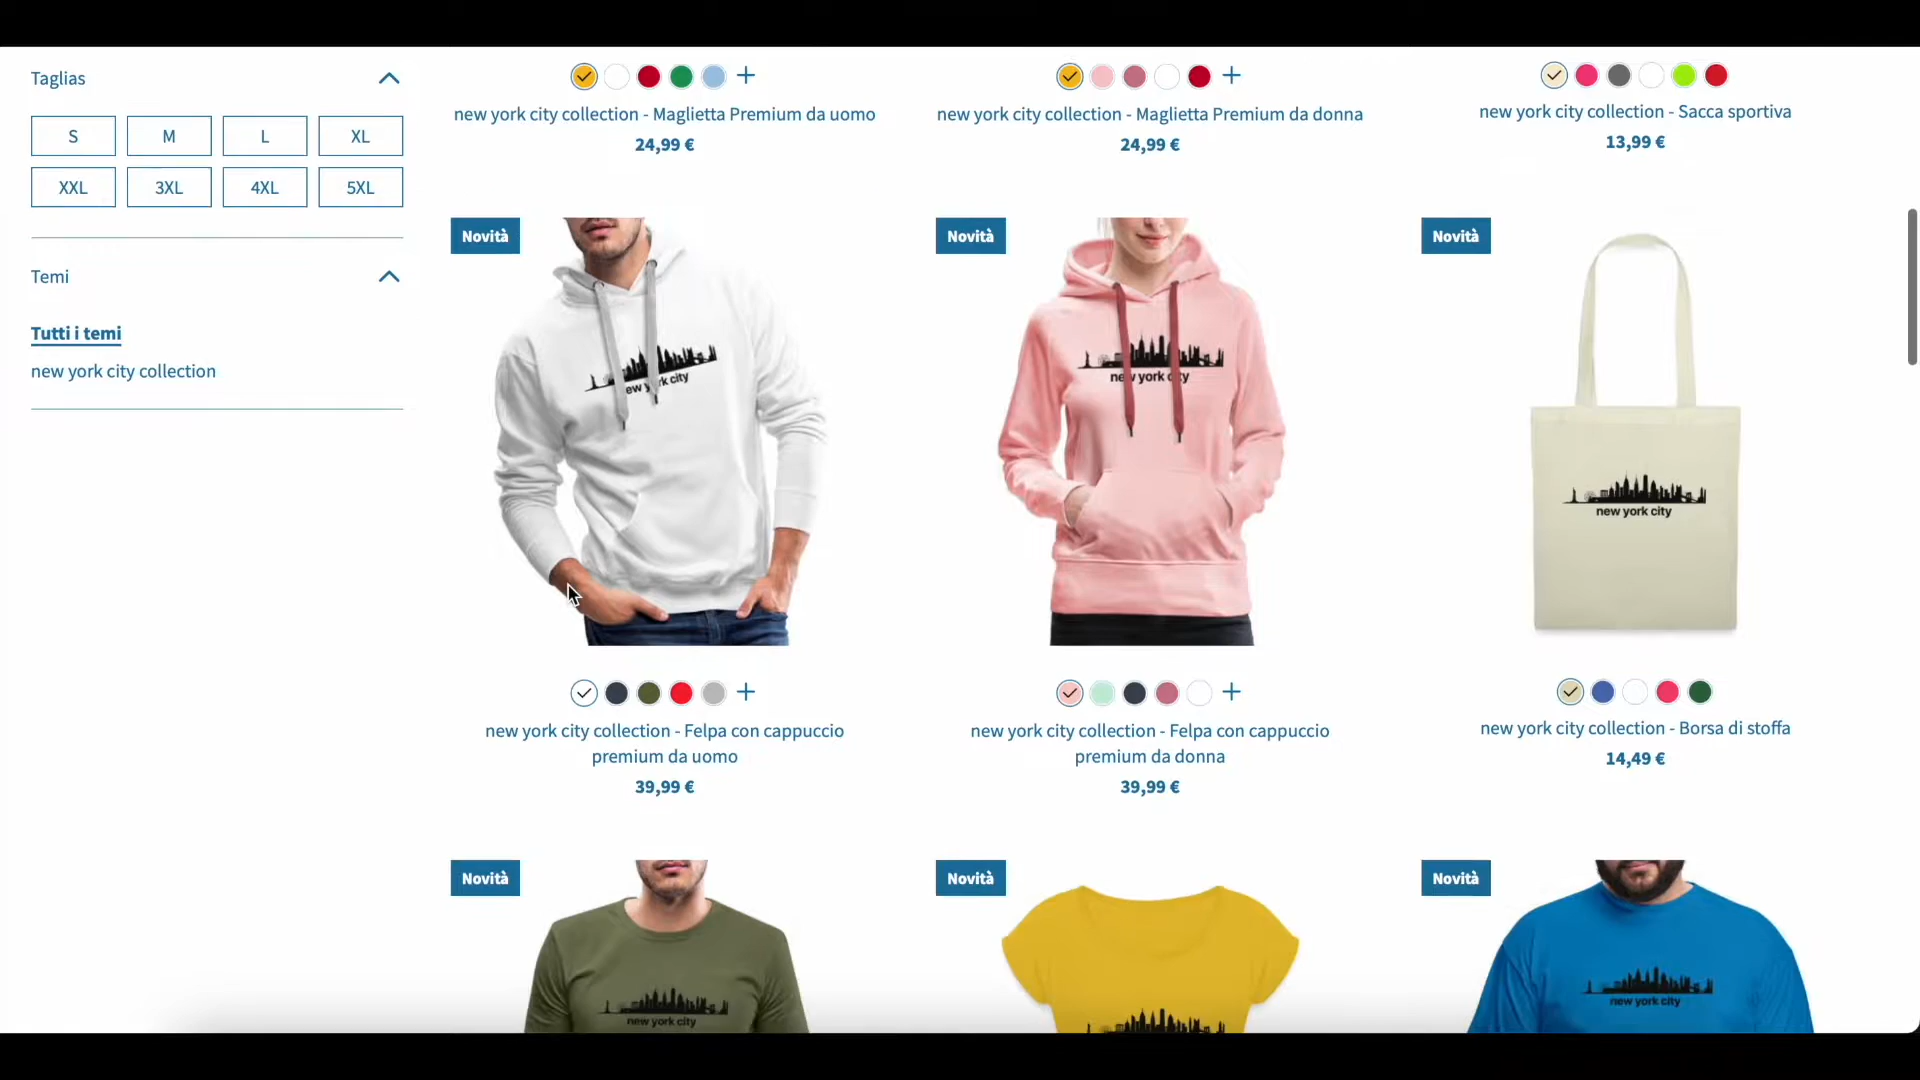 Taglias
S
M
L
XL
XXL
3XL
4XL
5XL
Temi
Tutti i temi
new york city collection
new york city collection - Maglietta Premium da uomo
24,99 €
new york city collection - Maglietta Premium da donna
24,99 €
new york city collection - Sacca sportiva
13,99 €
Novità
new york city
Novità
new york city
Novità
new york city
new york city collection - Felpa con cappuccio
premium da uomo
39,99 €
new york city collection - Felpa con cappuccio
premium da donna
39,99 €
new york city collection - Borsa di stoffa
14,49 €
Novità
new york city
Novità
Novità
new york city